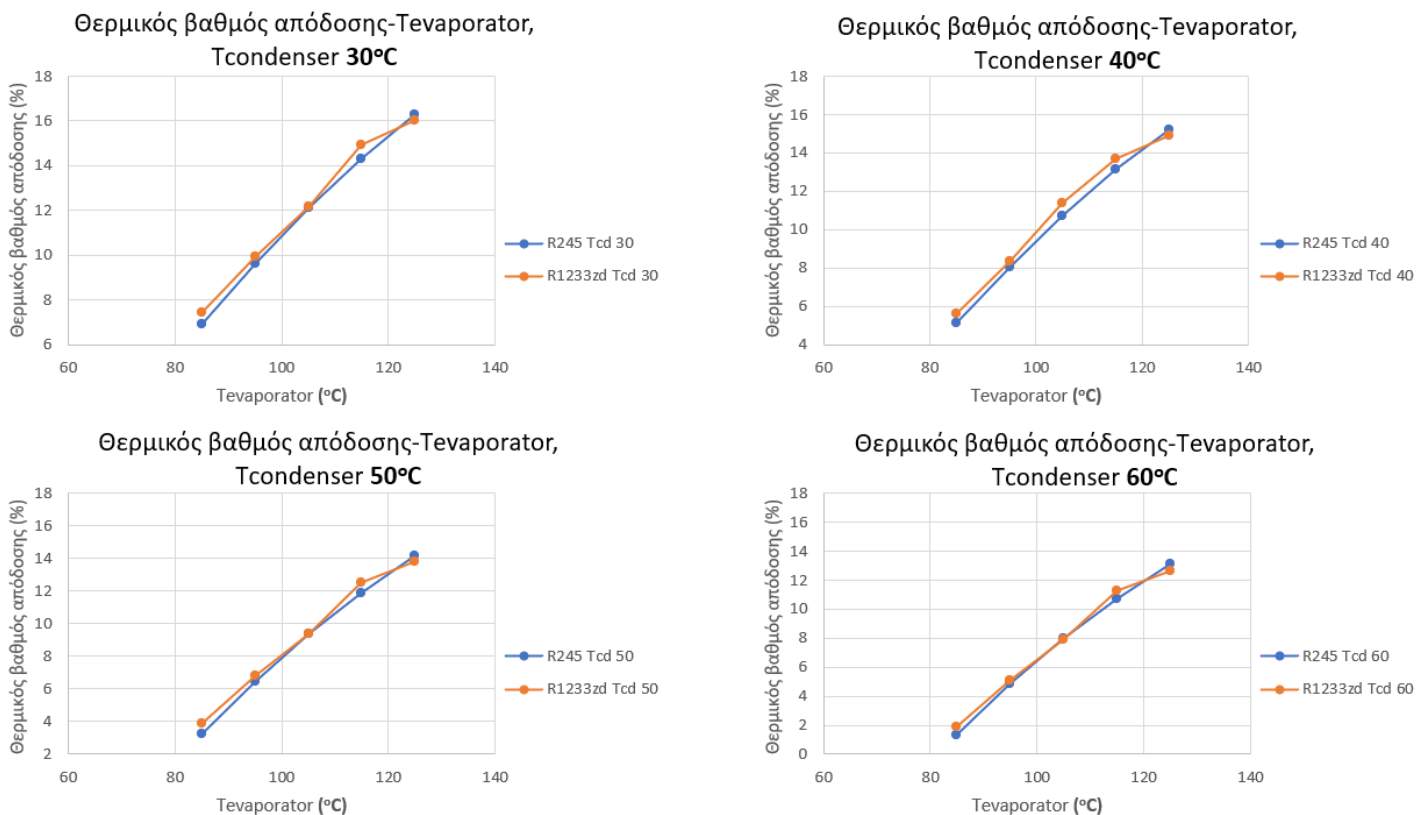 Θερμικός βαθμός απόδοσης-Tevaporator,
Tcondenser 30°C
Θερμικός βαθμός απόδοσης (%)
18
16
14
12
10
8
6
60
80
100
120
140
Tevaporator (°C)
R245 Tcd 30
R1233zd Tcd 30
Θερμικός βαθμός απόδοσης-Tevaporator,
Tcondenser 40°C
Θερμικός βαθμός απόδοσης (%)
18
16
14
12
10
8
6
4
60
80
100
120
140
Tevaporator (°C)
R245 Tcd 40
R1233zd Tcd 40
Θερμικός βαθμός απόδοσης-Tevaporator,
Tcondenser 50°C
Θερμικός βαθμός απόδοσης (%)
18
16
14
12
10
8
6
4
2
60
80
100
120
140
Tevaporator (°C)
R245 Tcd 50
R1233zd Tcd 50
Θερμικός βαθμός απόδοσης-Tevaporator,
Tcondenser 60°C
Θερμικός βαθμός απόδοσης (%)
18
16
14
12
10
8
6
4
2
0
60
80
100
120
140
Tevaporator (°C)
R245 Tcd 60
R1233zd Tcd 60